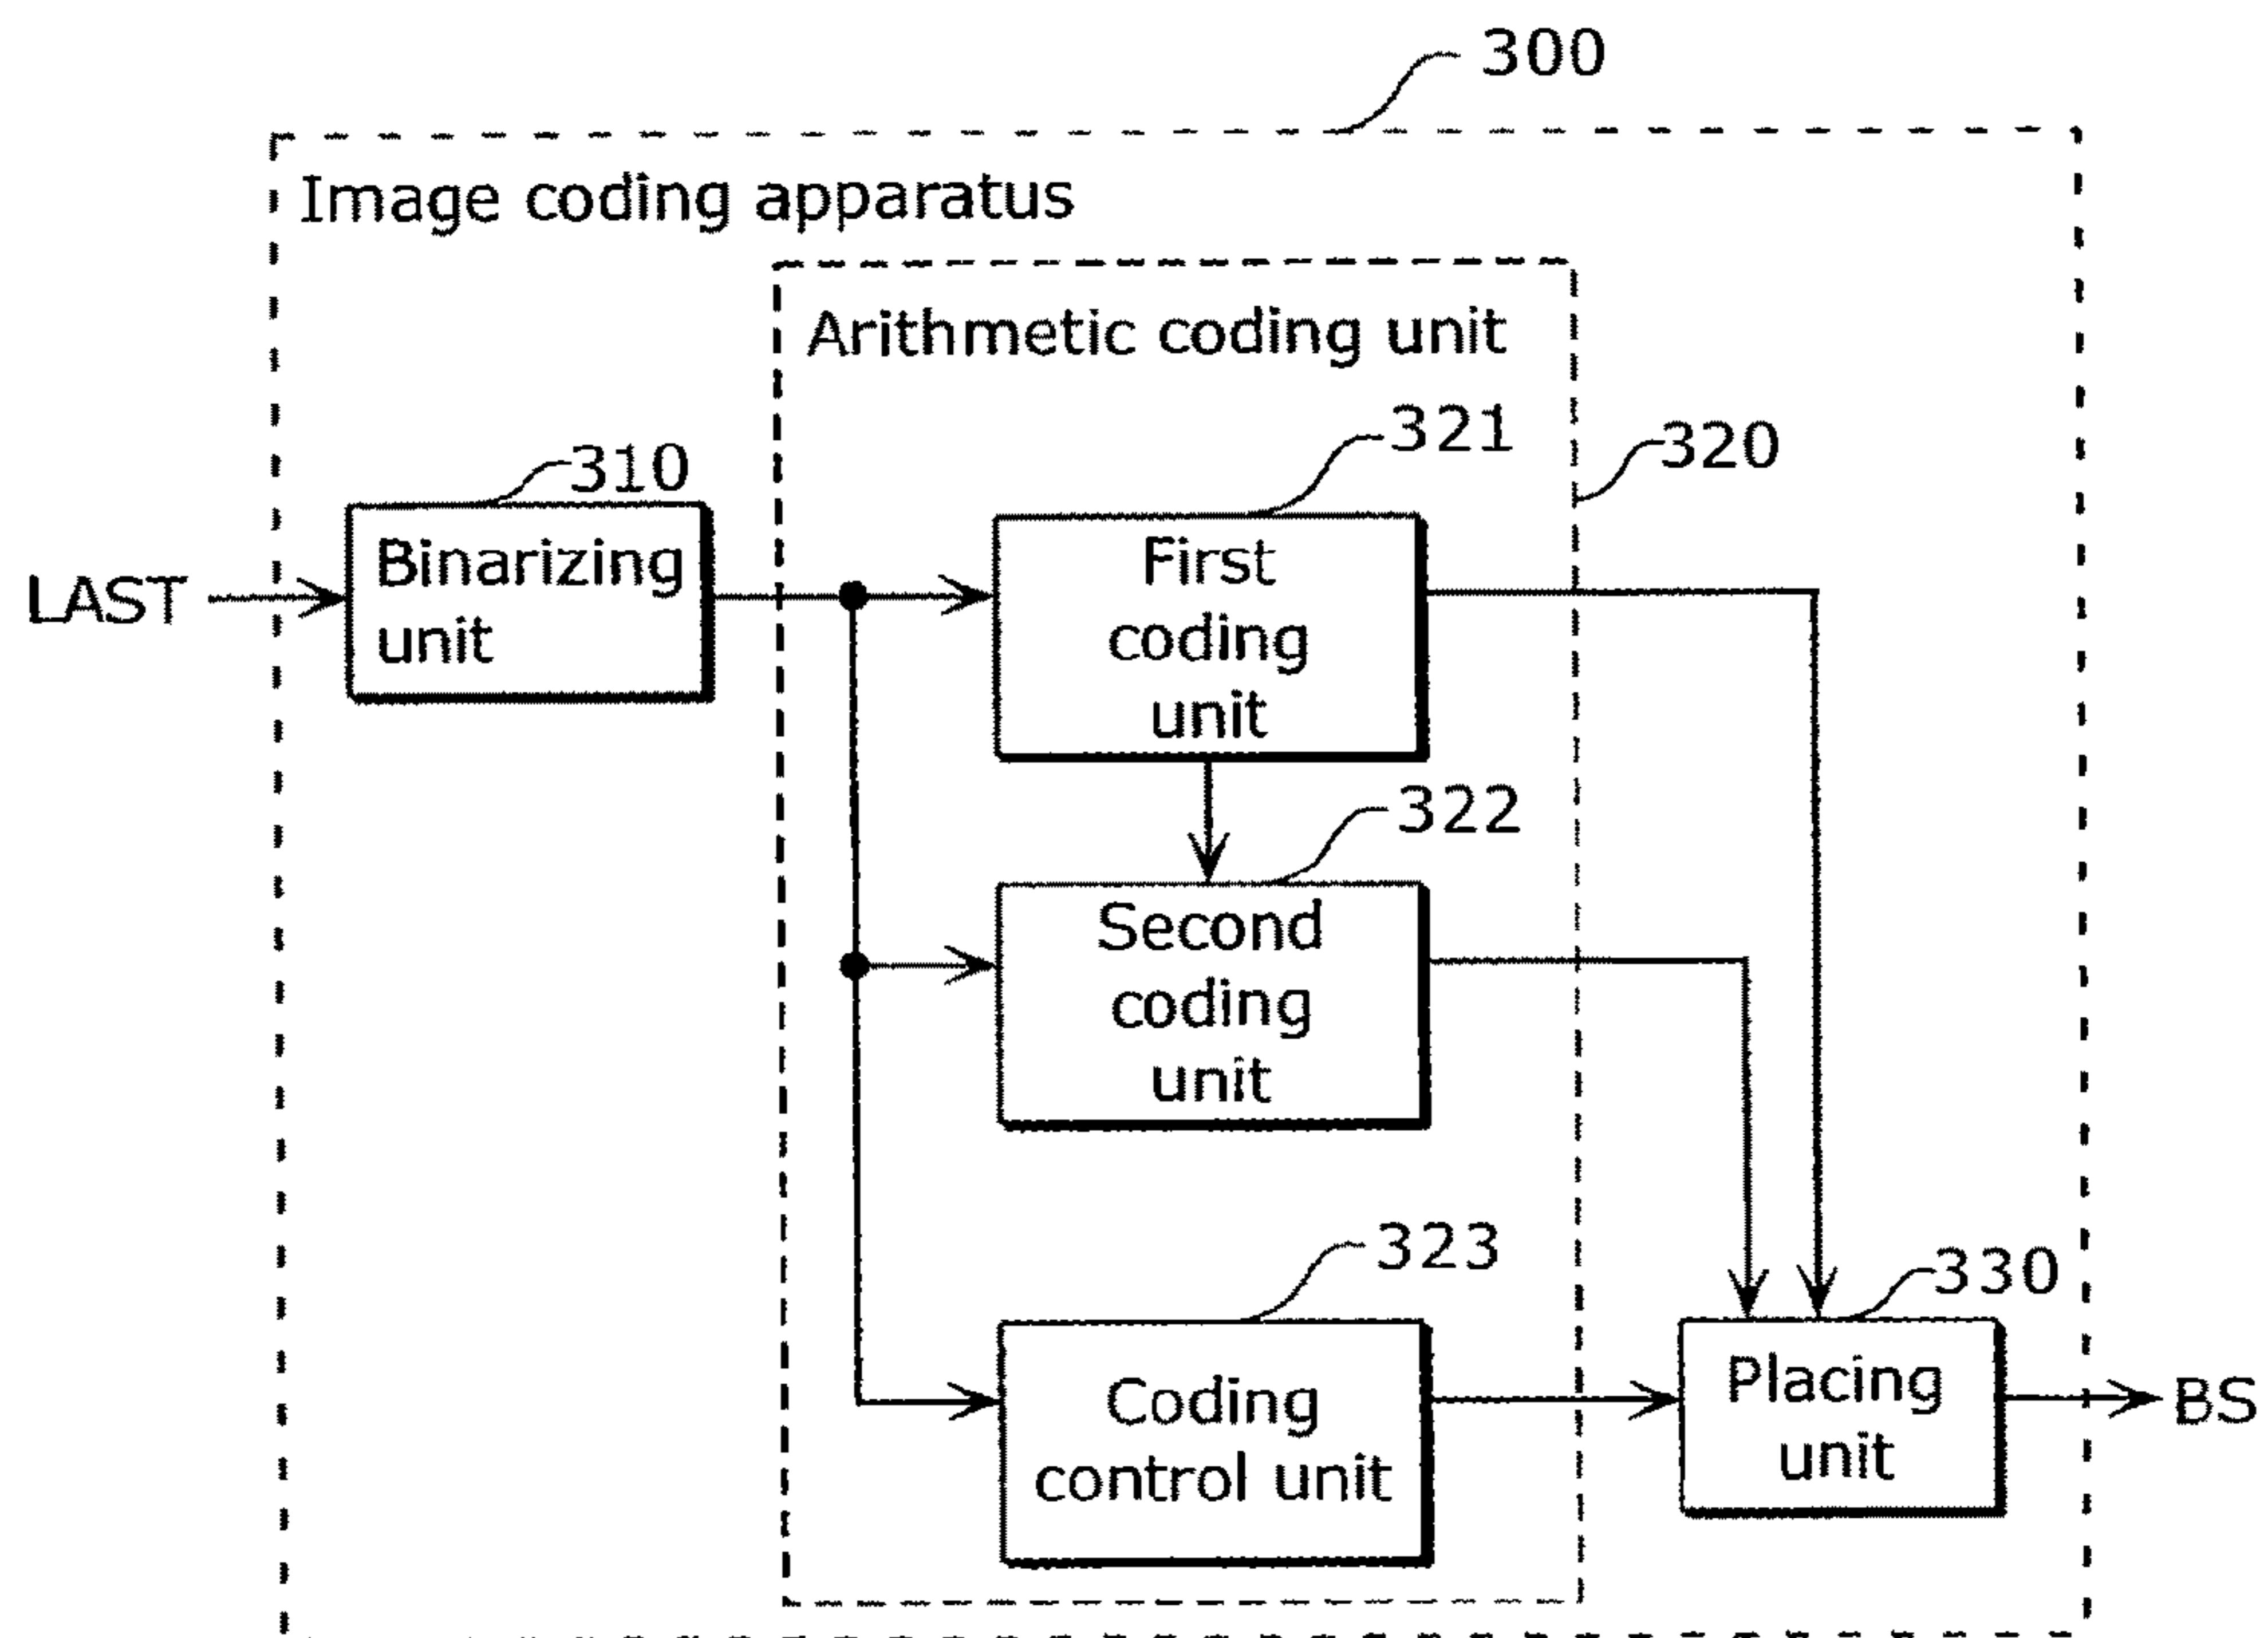 300
Image coding apparatus
Arithmetic coding unit
321
320
310
Binarizing
unit
LAST
First
coding
unit
322
Second
coding
unit
323
330
Coding
control unit
Placing
unit
BS